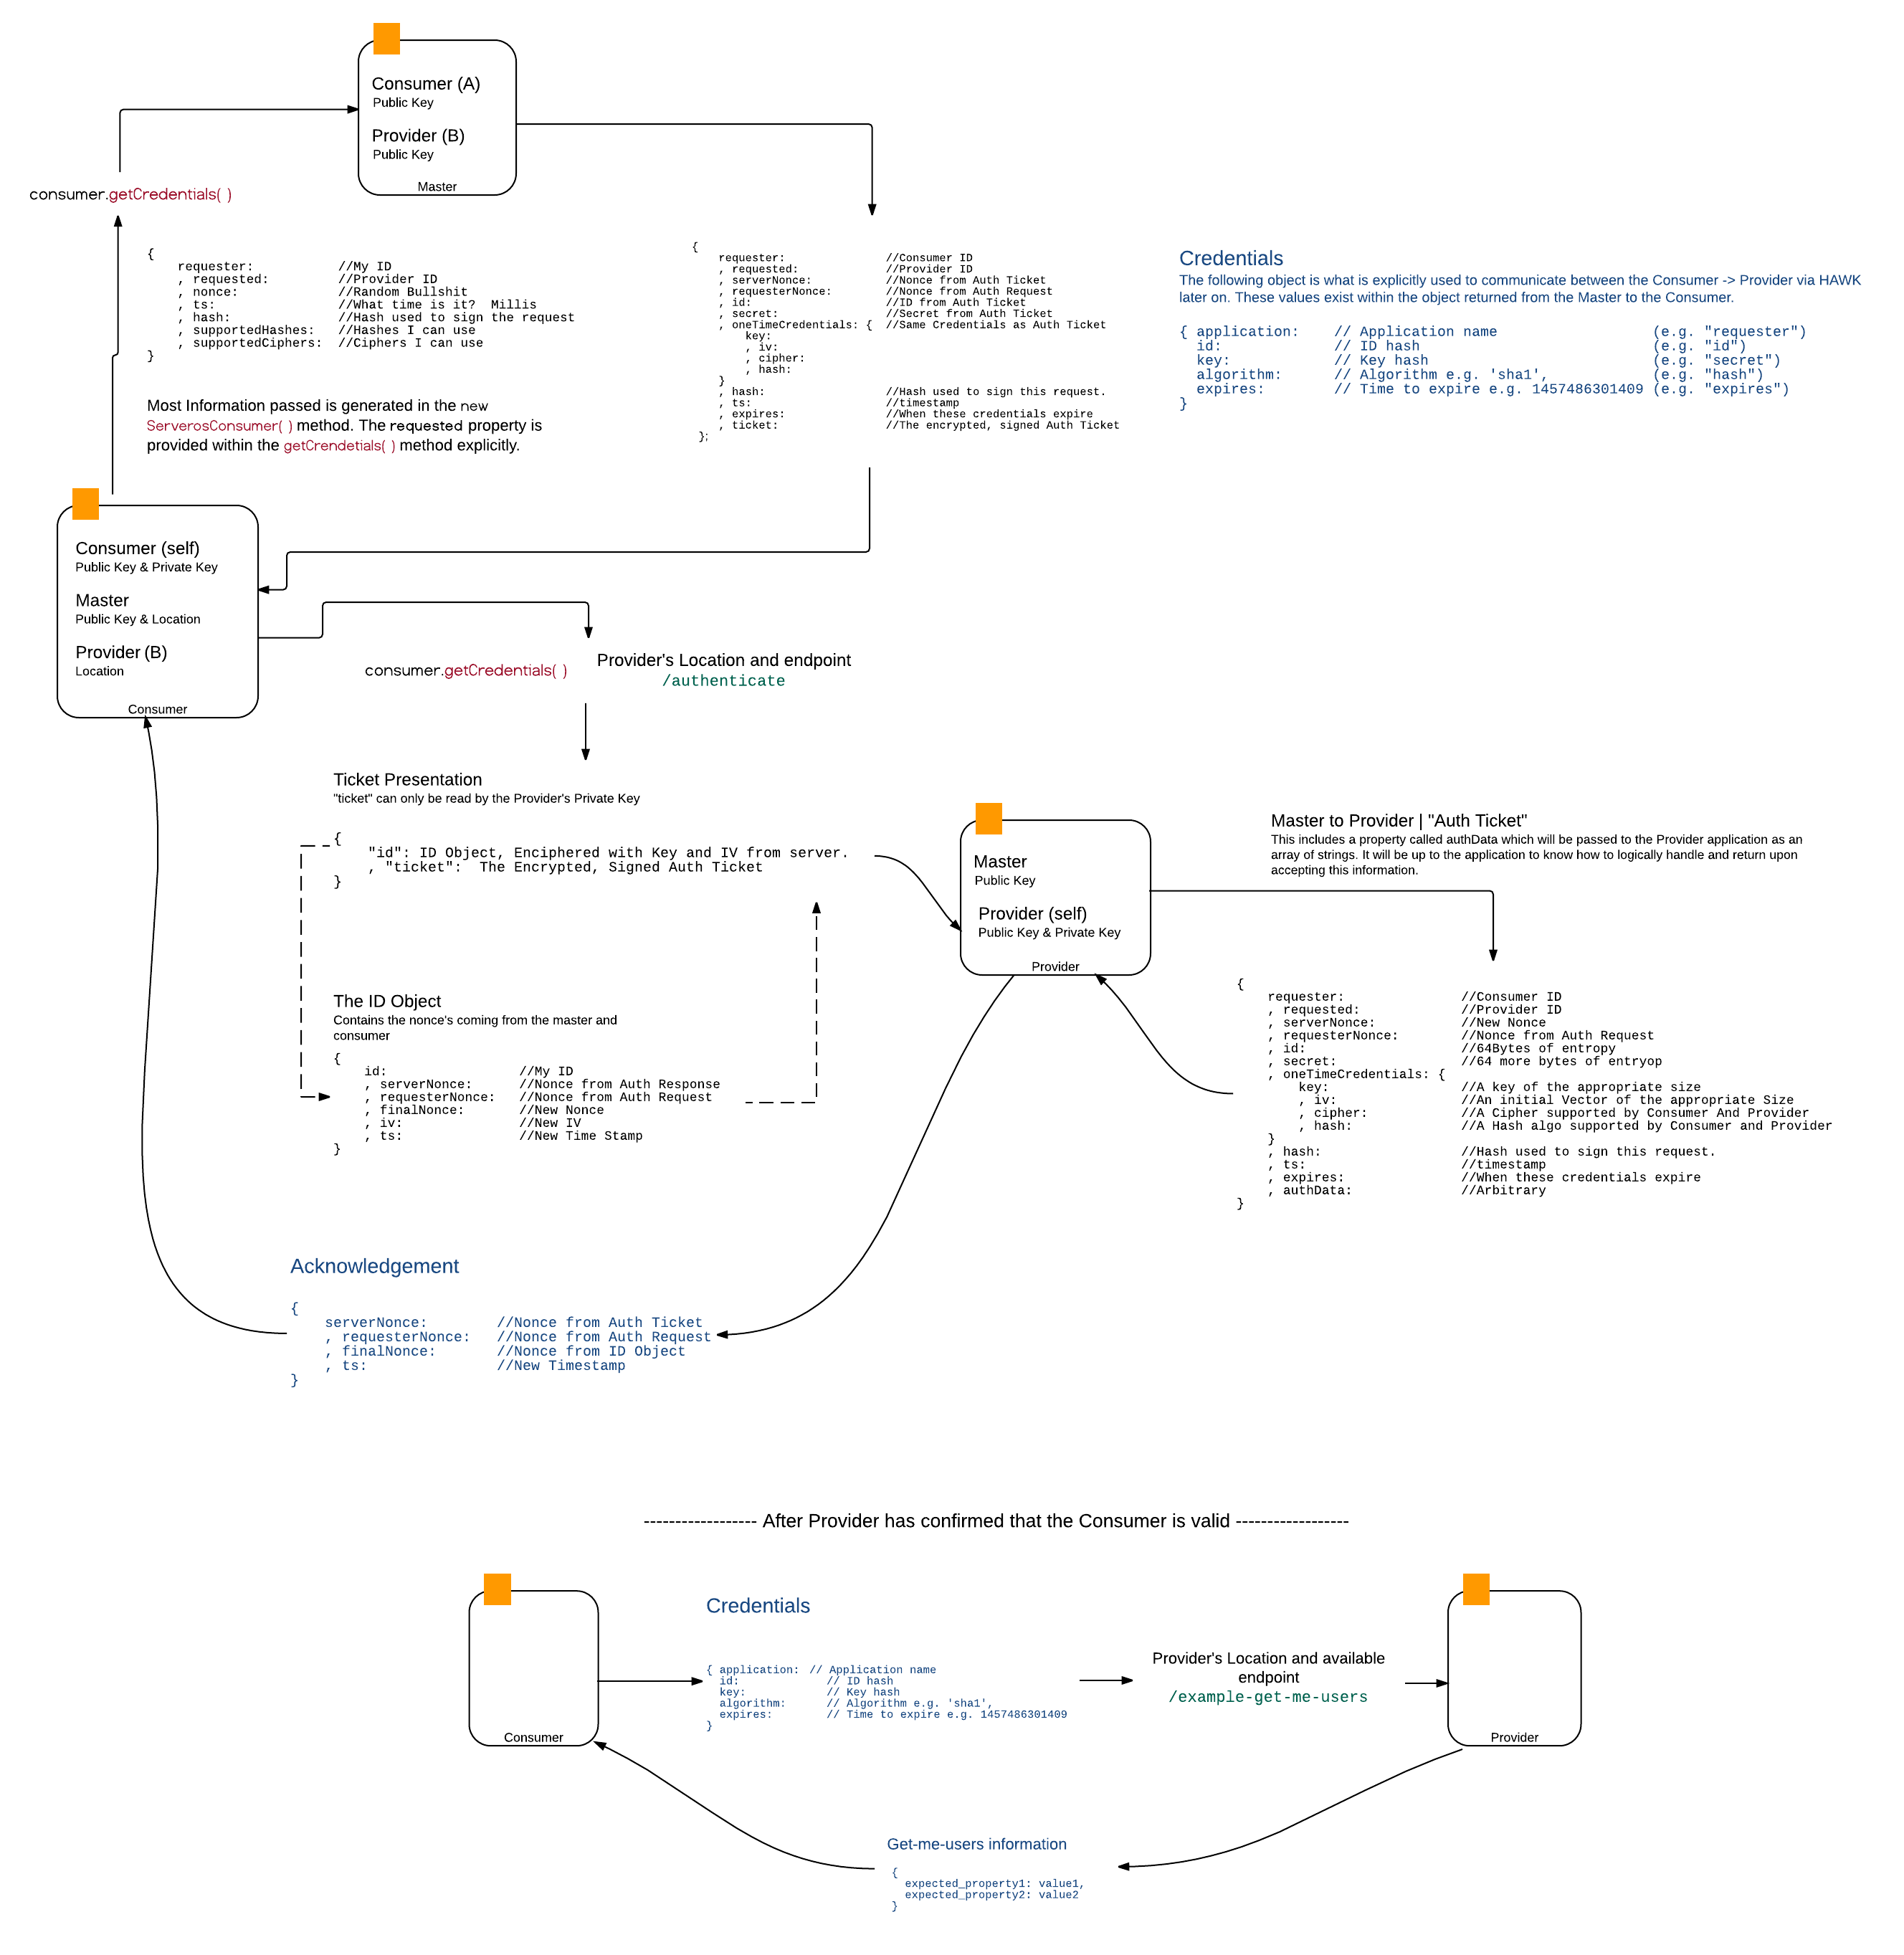 Consumer (A)
Public Key
Provider (B)
Public Key
Master
consumer.getCredentials( )
{
requester: //My ID
, requested: //Provider ID
, nonce: //Random Bullshit
, ts: //What time is it?  Millis
, hash: //Hash used to sign the request
, supportedHashes: //Hashes I can use
, supportedCiphers: //Ciphers I can use
}
Most Information passed is generated in the new
ServerosConsumer( ) method. The requested property is
provided within the getCrendetials( ) method explicitly.
{
requester: //Consumer ID
, requested: //Provider ID
, serverNonce: //Nonce from Auth Ticket
, requesterNonce: //Nonce from Auth Request
, id: //ID from Auth Ticket
, secret: //Secret from Auth Ticket
, oneTimeCredentials: { //Same Credentials as Auth Ticket
key:
, iv:
, cipher:
, hash:
}
, hash: //Hash used to sign this request.
, ts: //timestamp
, expires: //When these credentials expire
, ticket: //The encrypted, signed Auth Ticket
};
Credentials
The following object is what is explicitly used to communicate between the Consumer -> Provider via HAWK
later on. These values exist within the object returned from the Master to the Consumer.
{ application: // Application name (e.g. "requester")
id: // ID hash (e.g. "id")
key: // Key hash (e.g. "secret")
algorithm: // Algorithm e.g. 'sha1', (e.g. "hash")
expires: // Time to expire e.g. 1457486301409 (e.g. "expires")
}
Consumer (self)
Public Key & Private Key
Master
Public Key & Location
Provider (B)
Location
Consumer
consumer.getCredentials( )
Provider's Location and endpoint
/authenticate
Ticket Presentation
"ticket" can only be read by the Provider's Private Key
{
"id": ID Object, Enciphered with Key and IV from server.
, "ticket":  The Encrypted, Signed Auth Ticket
}
The ID Object
Contains the nonce's coming from the master and
consumer
{
id: //My ID
, serverNonce: //Nonce from Auth Response
, requesterNonce: //Nonce from Auth Request
, finalNonce: //New Nonce
, iv: //New IV
, ts: //New Time Stamp
}
Master
Public Key
Provider (self)
Public Key & Private Key
Provider
Master to Provider | "Auth Ticket"
This includes a property called authData which will be passed to the Provider application as an
array of strings. It will be up to the application to know how to logically handle and return upon
accepting this information.
{
requester: //Consumer ID
, requested: //Provider ID
, serverNonce: //New Nonce
, requesterNonce: //Nonce from Auth Request
, id: //64Bytes of entropy
, secret: //64 more bytes of entryop
, oneTimeCredentials: {
key: //A key of the appropriate size
, iv: //An initial Vector of the appropriate Size
, cipher: //A Cipher supported by Consumer And Provider
, hash: //A Hash algo supported by Consumer and Provider
}
, hash: //Hash used to sign this request.
, ts: //timestamp
, expires: //When these credentials expire
, authData: //Arbitrary
}
Acknowledgement
{
serverNonce: //Nonce from Auth Ticket
, requesterNonce: //Nonce from Auth Request
, finalNonce: //Nonce from ID Object
, ts: //New Timestamp
}
------------------ After Provider has confirmed that the Consumer is valid ------------------
Consumer
Credentials
{ application: // Application name
id: // ID hash
key: // Key hash
algorithm: // Algorithm e.g. 'sha1',
expires: // Time to expire e.g. 1457486301409
}
Provider's Location and available
endpoint
/example-get-me-users
Provider
Get-me-users information
{
expected_property1: value1,
expected_property2: value2
}